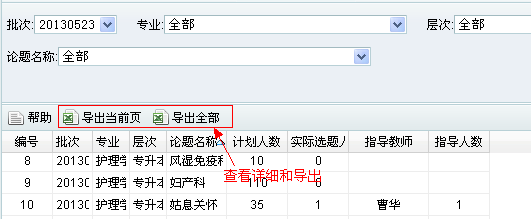 批次: 20130523 专业: 全部 层次: 全部
论题名称: 全部
帮助 导出当前页 导出全部
编号 批次 专业 层次 论题名称 计划人数 实际选题人 指导教师 指导人数
8 20130 护理学 专升本 风湿免疫科 10 0
查看详细和导出
9 20130 护理学 专升本 妇产科 110 0
10 20130 护理学 专升本 姑息关怀 35 1 曹华 1